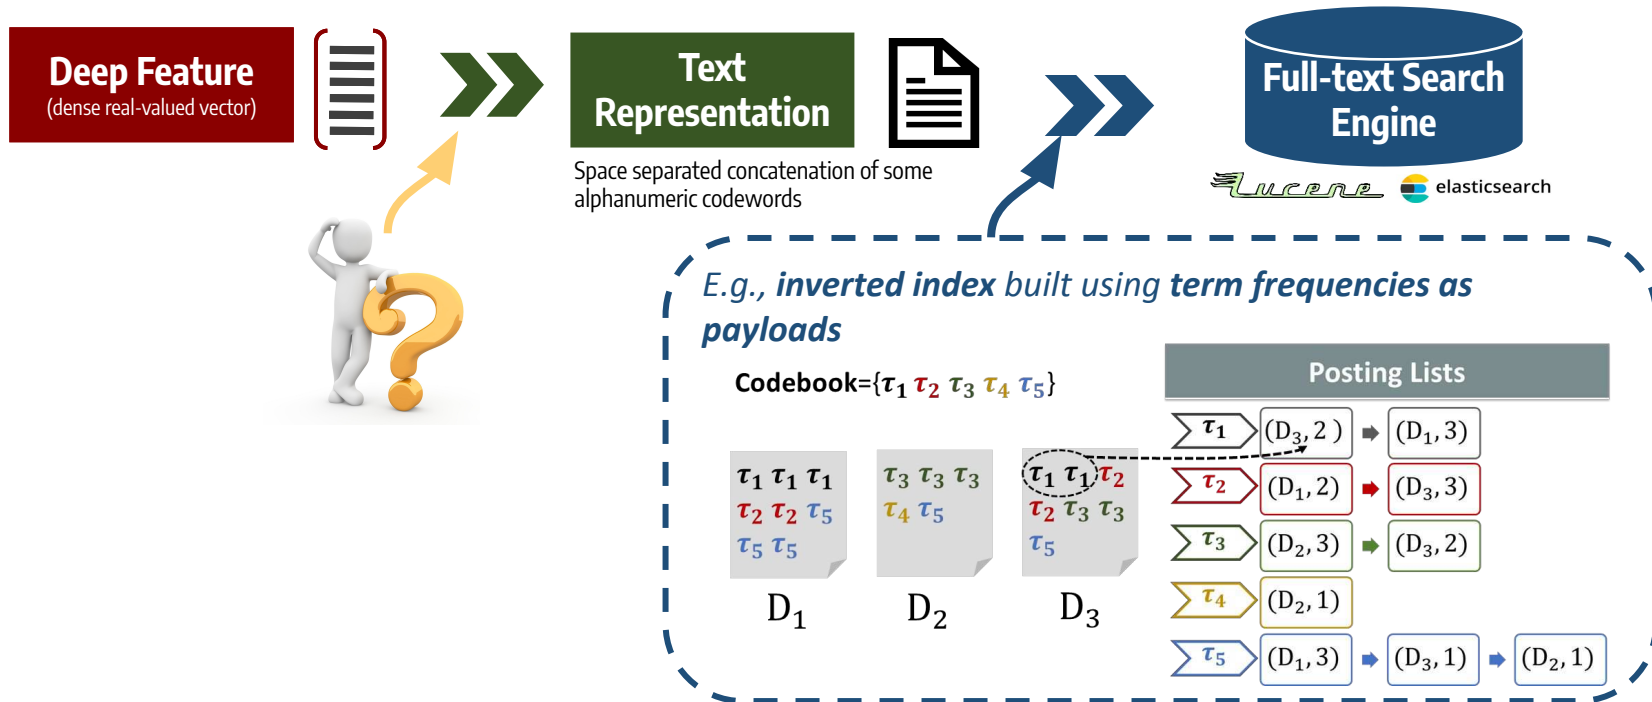 Deep Feature
(dense real-valued vector)
Text
Representation
Space separated concatenation of some
alphanumeric codewords
Full-text Search
Engine
Lucene
elasticsearch
E.g., inverted index built using term frequencies as
payloads
Codebook={τ₁ τ₂ τ₃ τ₄ τ₅}
τ₁ τ₁ τ₁
τ₂ τ₂ τ₅
τ₅ τ₅
D₁
τ₃ τ₃ τ₃
τ₄ τ₅
D₂
τ₁ τ₁ τ₂
τ₂ τ₃ τ₃
τ₅
D₃
Posting Lists
τ₁ (D₃, 2 ) (D₁, 3)
τ₂ (D₁, 2) (D₃, 3)
τ₃ (D₂, 3) (D₃, 2)
τ₄ (D₂, 1)
τ₅ (D₁, 3) (D₃, 1) (D₂, 1)